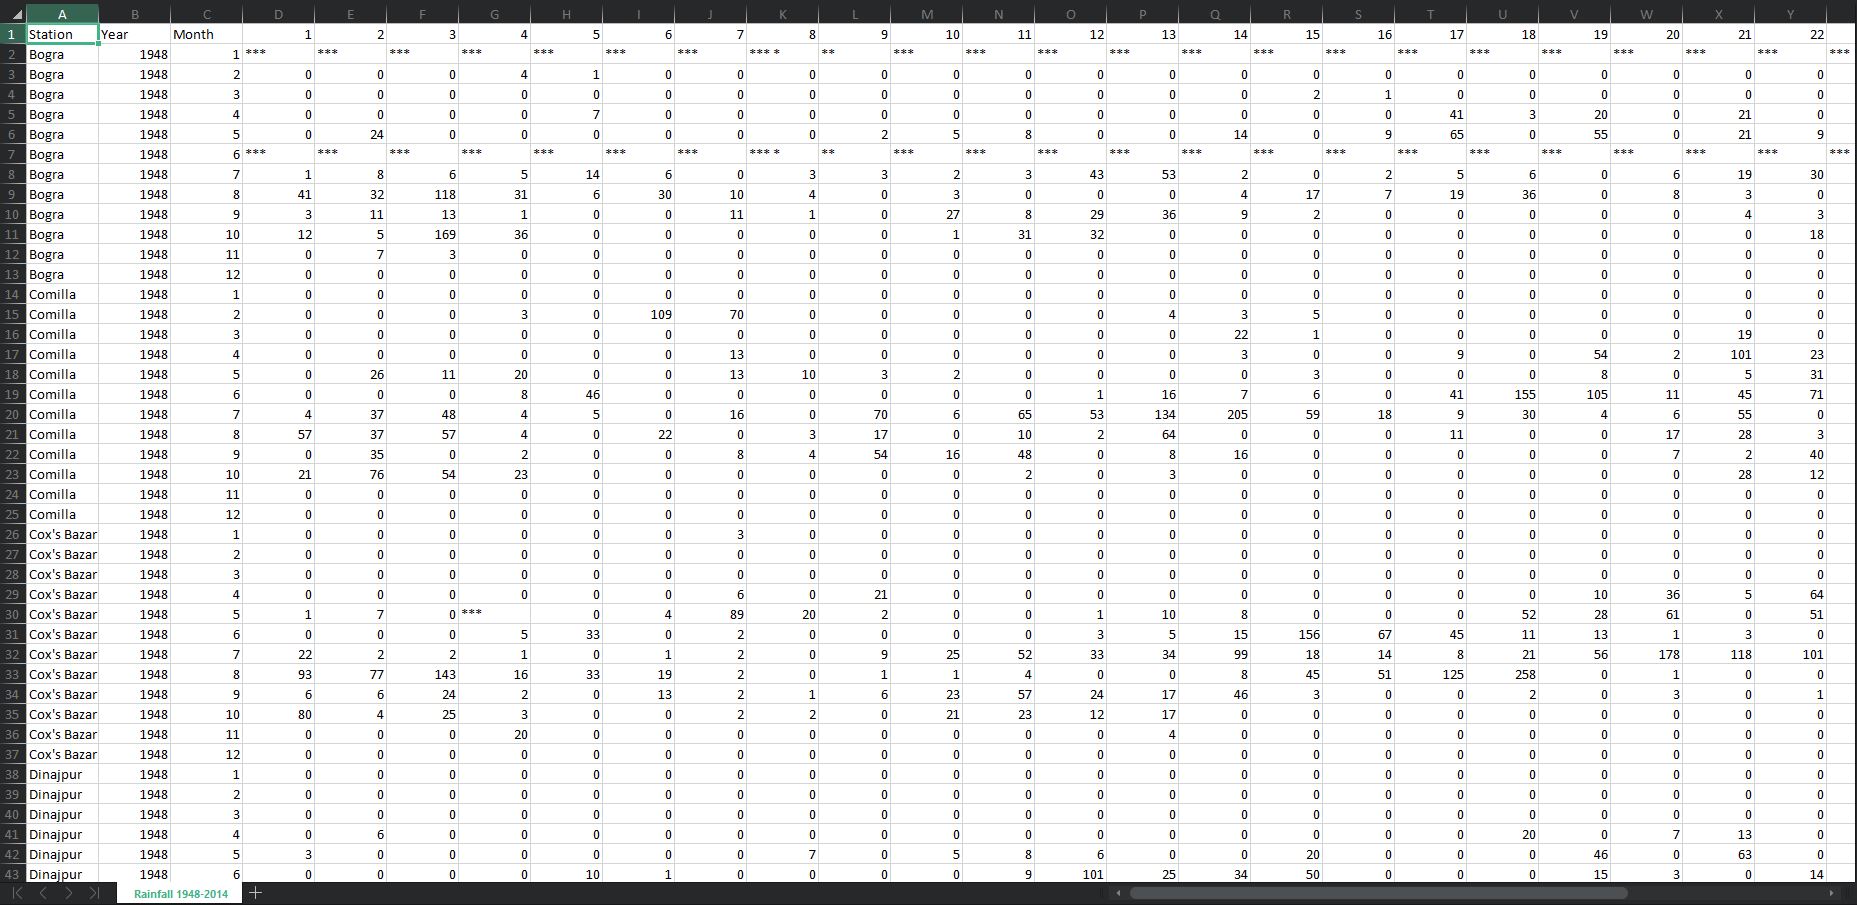 A B C D E F G H I J K L M N O P Q R S T U V W X Y
1 Station Year Month 1 2 3 4 5 6 7 8 9 10 11 12 13 14 15 16 17 18 19 20 21 22
2 Bogra 1948 1 *** *** *** *** *** *** *** **** * ** *** *** *** *** *** *** *** *** *** *** *** *** *** ***
3 Bogra 1948 2 0 0 0 4 1 0 0 0 0 0 0 0 0 0 0 0 0 0 0 0 0 0
4 Bogra 1948 3 0 0 0 0 0 0 0 0 0 0 0 0 0 0 2 1 0 0 0 0 0 0
5 Bogra 1948 4 0 0 0 0 7 0 0 0 0 0 0 0 0 0 0 0 41 3 20 0 21 0
6 Bogra 1948 5 0 24 0 0 0 0 0 0 2 5 8 0 0 14 0 9 65 0 55 0 21 9
7 Bogra 1948 6 *** *** *** *** *** *** *** **** * ** *** *** *** *** *** *** *** *** *** *** *** *** *** ***
8 Bogra 1948 7 1 8 6 5 14 6 0 3 3 2 3 43 53 2 0 2 5 6 0 6 19 30
9 Bogra 1948 8 41 32 118 31 6 30 10 4 0 3 0 0 0 4 17 7 19 36 0 8 3 0
10 Bogra 1948 9 3 11 13 1 0 0 11 1 0 27 8 29 36 9 2 0 0 0 0 0 4 3
11 Bogra 1948 10 12 5 169 36 0 0 0 0 0 1 31 32 0 0 0 0 0 0 0 0 0 18
12 Bogra 1948 11 0 7 3 0 0 0 0 0 0 0 0 0 0 0 0 0 0 0 0 0 0 0
13 Bogra 1948 12 0 0 0 0 0 0 0 0 0 0 0 0 0 0 0 0 0 0 0 0 0 0
14 Comilla 1948 1 0 0 0 0 0 0 0 0 0 0 0 0 0 0 0 0 0 0 0 0 0 0
15 Comilla 1948 2 0 0 0 3 0 109 70 0 0 0 0 0 4 3 5 0 0 0 0 0 0 0
16 Comilla 1948 3 0 0 0 0 0 0 0 0 0 0 0 0 0 22 1 0 0 0 0 0 19 0
17 Comilla 1948 4 0 0 0 0 0 0 13 0 0 0 0 0 0 3 0 0 9 0 54 2 101 23
18 Comilla 1948 5 0 26 11 20 0 0 13 10 3 2 0 0 0 0 3 0 0 0 8 0 5 31
19 Comilla 1948 6 0 0 0 8 46 0 0 0 0 0 0 1 16 7 6 0 41 155 105 11 45 71
20 Comilla 1948 7 4 37 48 4 5 0 16 0 70 6 65 53 134 205 59 18 9 30 4 6 55 0
21 Comilla 1948 8 57 37 57 4 0 22 0 3 17 0 10 2 64 0 0 0 11 0 0 17 28 3
22 Comilla 1948 9 0 35 0 2 0 0 8 4 54 16 48 0 8 16 0 0 0 0 0 7 2 40
23 Comilla 1948 10 21 76 54 23 0 0 0 0 0 0 2 0 3 0 0 0 0 0 0 0 28 12
24 Comilla 1948 11 0 0 0 0 0 0 0 0 0 0 0 0 0 0 0 0 0 0 0 0 0 0
25 Comilla 1948 12 0 0 0 0 0 0 0 0 0 0 0 0 0 0 0 0 0 0 0 0 0 0
26 Cox's Bazar 1948 1 0 0 0 0 0 0 3 0 0 0 0 0 0 0 0 0 0 0 0 0 0 0
27 Cox's Bazar 1948 2 0 0 0 0 0 0 0 0 0 0 0 0 0 0 0 0 0 0 0 0 0 0
28 Cox's Bazar 1948 3 0 0 0 0 0 0 0 0 0 0 0 0 0 0 0 0 0 0 0 0 0 0
29 Cox's Bazar 1948 4 0 0 0 0 0 0 6 0 21 0 0 0 0 0 0 0 0 0 10 36 5 64
30 Cox's Bazar 1948 5 1 7 0 *** 0 4 89 20 2 0 0 1 10 8 0 0 0 52 28 61 0 51
31 Cox's Bazar 1948 6 0 0 0 5 33 0 2 0 0 0 0 3 5 15 156 67 45 11 13 1 3 0
32 Cox's Bazar 1948 7 22 2 2 1 0 1 2 0 9 25 52 33 34 99 18 14 8 21 56 178 118 101
33 Cox's Bazar 1948 8 93 77 143 16 33 19 2 0 1 1 4 0 0 8 45 51 125 258 0 1 0 0
34 Cox's Bazar 1948 9 6 6 24 2 0 13 2 1 6 23 57 24 17 46 3 0 0 2 0 3 0 1
35 Cox's Bazar 1948 10 80 4 25 3 0 0 2 2 0 21 23 12 17 0 0 0 0 0 0 0 0 0
36 Cox's Bazar 1948 11 0 0 0 20 0 0 0 0 0 0 0 0 4 0 0 0 0 0 0 0 0 0
37 Cox's Bazar 1948 12 0 0 0 0 0 0 0 0 0 0 0 0 0 0 0 0 0 0 0 0 0 0
38 Dinajpur 1948 1 0 0 0 0 0 0 0 0 0 0 0 0 0 0 0 0 0 0 0 0 0 0
39 Dinajpur 1948 2 0 0 0 0 0 0 0 0 0 0 0 0 0 0 0 0 0 0 0 0 0 0
40 Dinajpur 1948 3 0 0 0 0 0 0 0 0 0 0 0 0 0 0 0 0 0 0 0 0 0 0
41 Dinajpur 1948 4 0 6 0 0 0 0 0 0 0 0 0 0 0 0 0 0 0 20 0 7 13 0
42 Dinajpur 1948 5 3 0 0 0 0 0 0 7 0 5 8 6 0 0 20 0 0 0 46 0 63 0
43 Dinajpur 1948 6 0 0 0 0 10 1 0 0 0 0 9 101 25 34 50 0 0 0 15 3 0 14
Rainfall 1948-2014